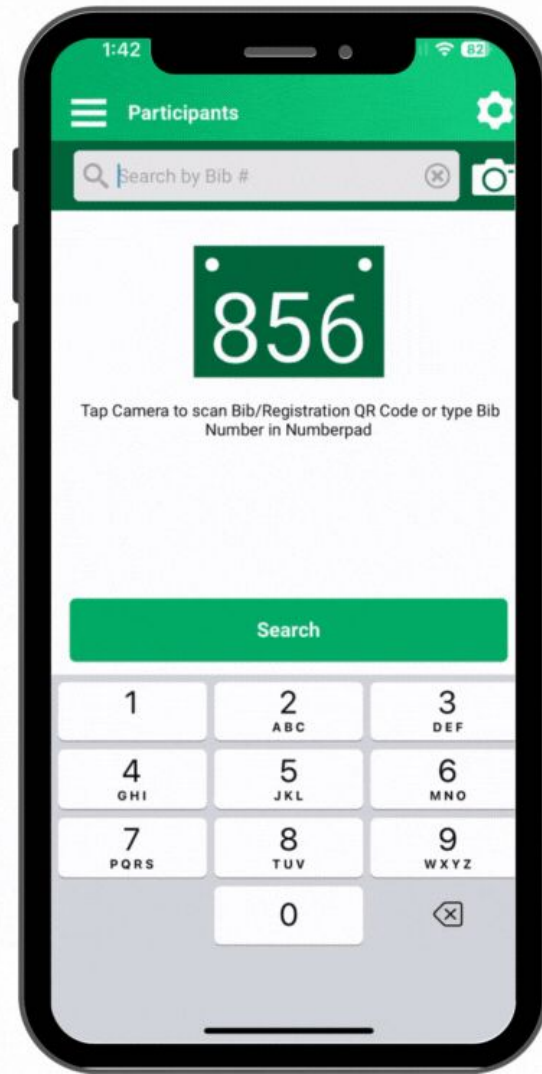 1:42
82
Participants
Search by Bib #
856
Tap Camera to scan Bib/Registration QR Code or type Bib
Number in Numberpad
Search
1 2 3
ABC DEF
4 5 6
GHI JKL MNO
7 8 9
PQRS TUV WXYZ
0